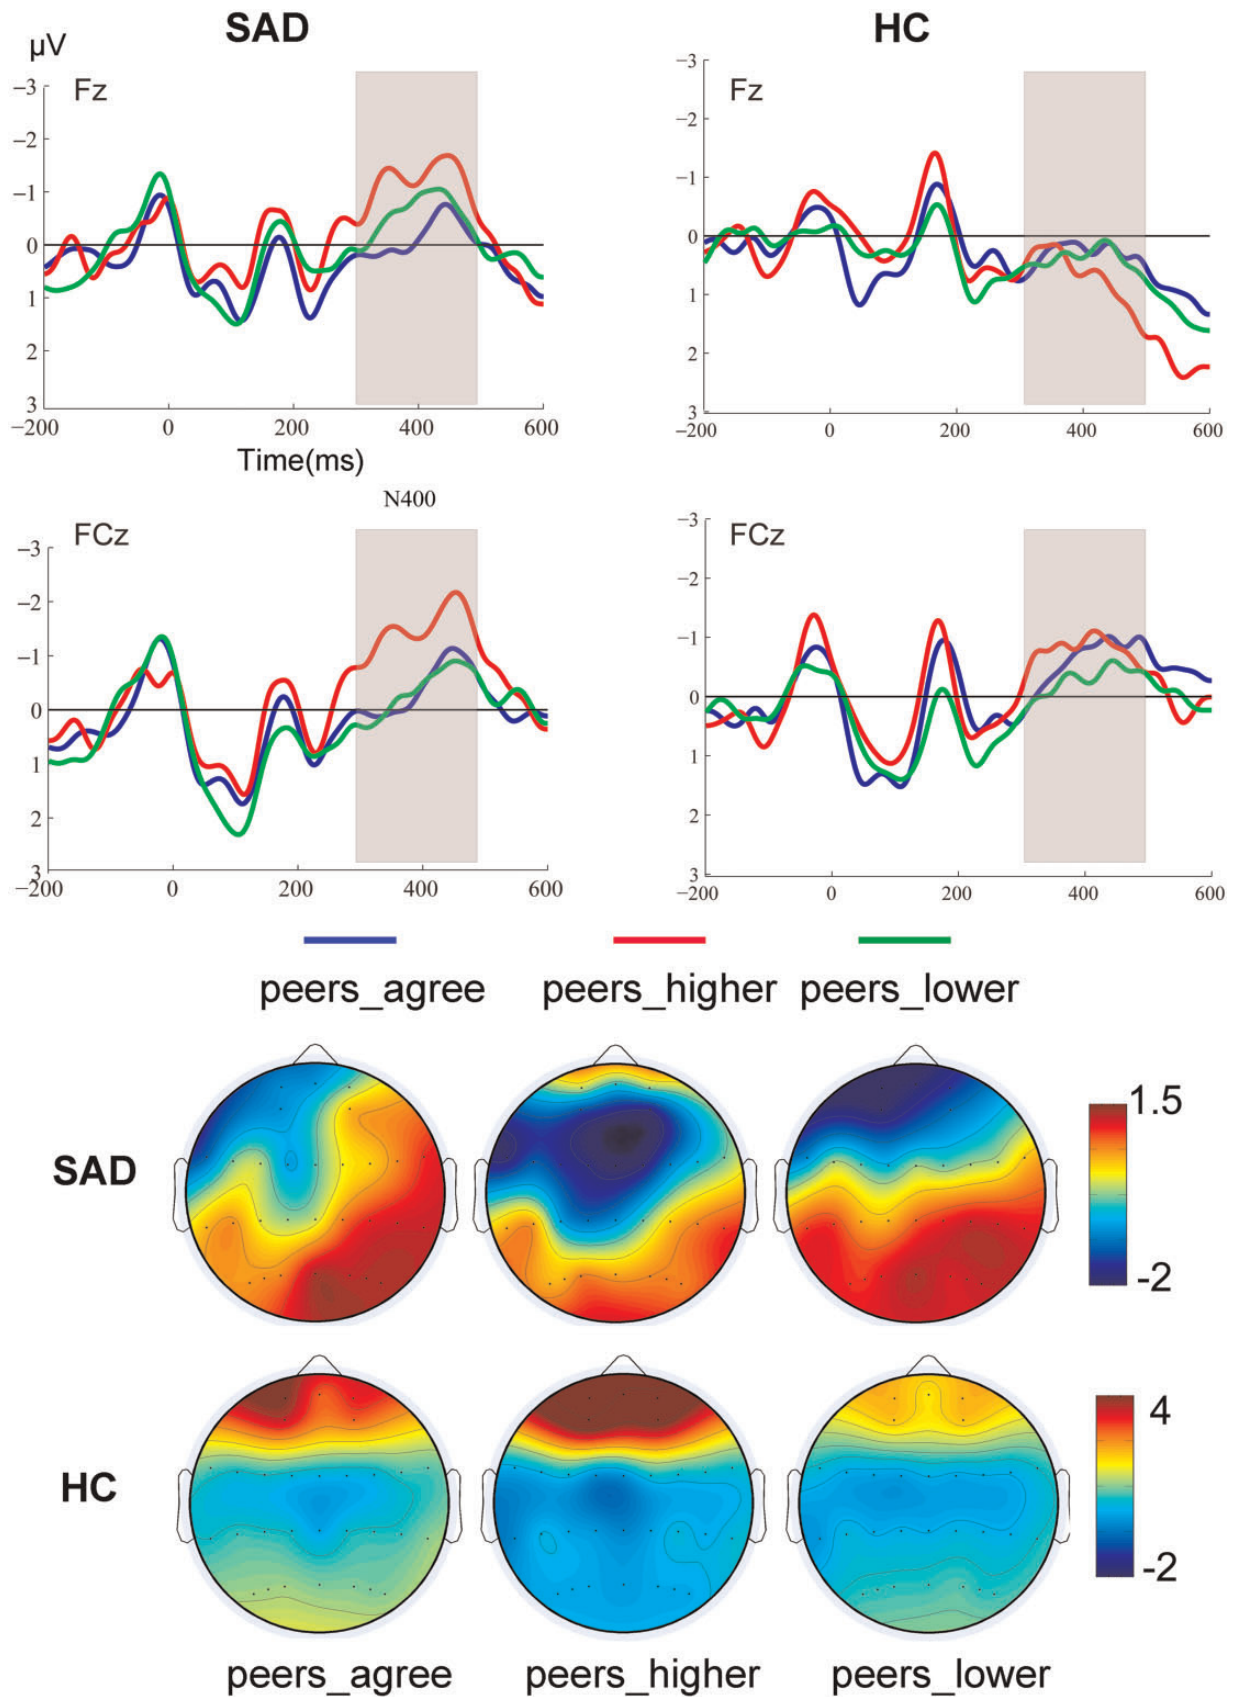 SAD HC
μV
Fz Fz
−3 −3
−2 −2
−1 −1
0 0
1 1
2 2
3 3
−200 0 200 400 600 −200 0 200 400 600
Time(ms)
N400
FCz FCz
−3 −3
−2 −2
−1 −1
0 0
1 1
2 2
3 3
−200 0 200 400 600 −200 0 200 400 600
peers_agree peers_higher peers_lower
SAD
1.5
-2
HC
4
-2
peers_agree peers_higher peers_lower